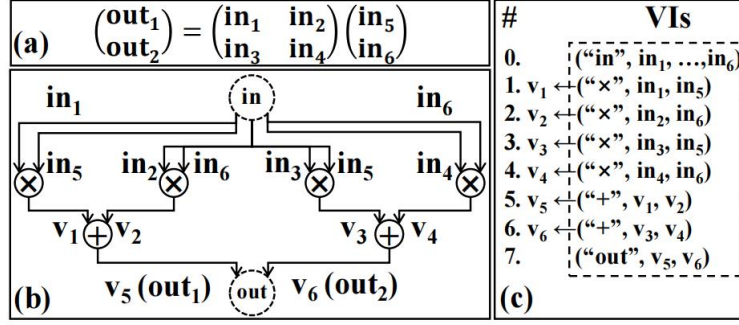 (a)
(out₁ out₂) = (in₁ in₂ in₃ in₄) (in₅ in₆)
(b)
in
in₁
in₆
in₅
in₂
in₆
in₃
in₅
in₄
×
×
×
×
v₁
+
v₂
v₃
+
v₄
v₅ (out₁)
out
v₆ (out₂)
# VIs
0. (“in”, in₁, …,in₆)
1. v₁ ←(“×”, in₁, in₅)
2. v₂ ←(“×”, in₂, in₆)
3. v₃ ←(“×”, in₃, in₅)
4. v₄ ←(“×”, in₄, in₆)
5. v₅ ←(“+”, v₁, v₂)
6. v₆ ←(“+”, v₃, v₄)
7. (“out”, v₅, v₆)
(c)